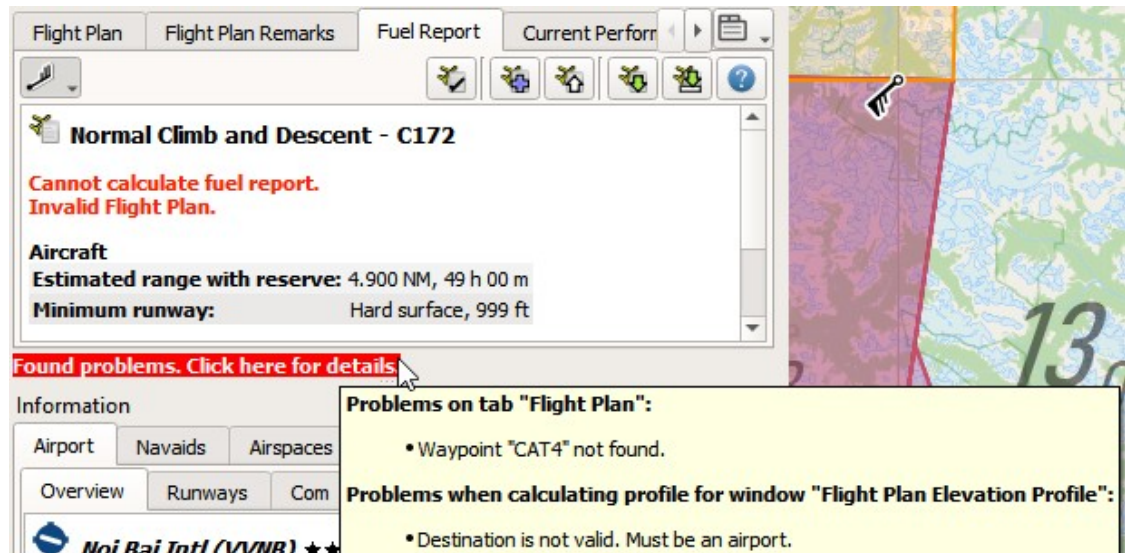 Flight Plan Flight Plan Remarks Fuel Report Current Perforr
Normal Climb and Descent - C172
Cannot calculate fuel report.
Invalid Flight Plan.
Aircraft
Estimated range with reserve: 4.900 NM, 49 h 00 m
Minimum runway: Hard surface, 999 ft
Found problems. Click here for details.
Information
Airport Navaids Airspaces
Overview Runways Com
Noi Bai Intl (VVNB) ★★
Problems on tab "Flight Plan":
• Waypoint "CAT4" not found.
Problems when calculating profile for window "Flight Plan Elevation Profile":
• Destination is not valid. Must be an airport.
13